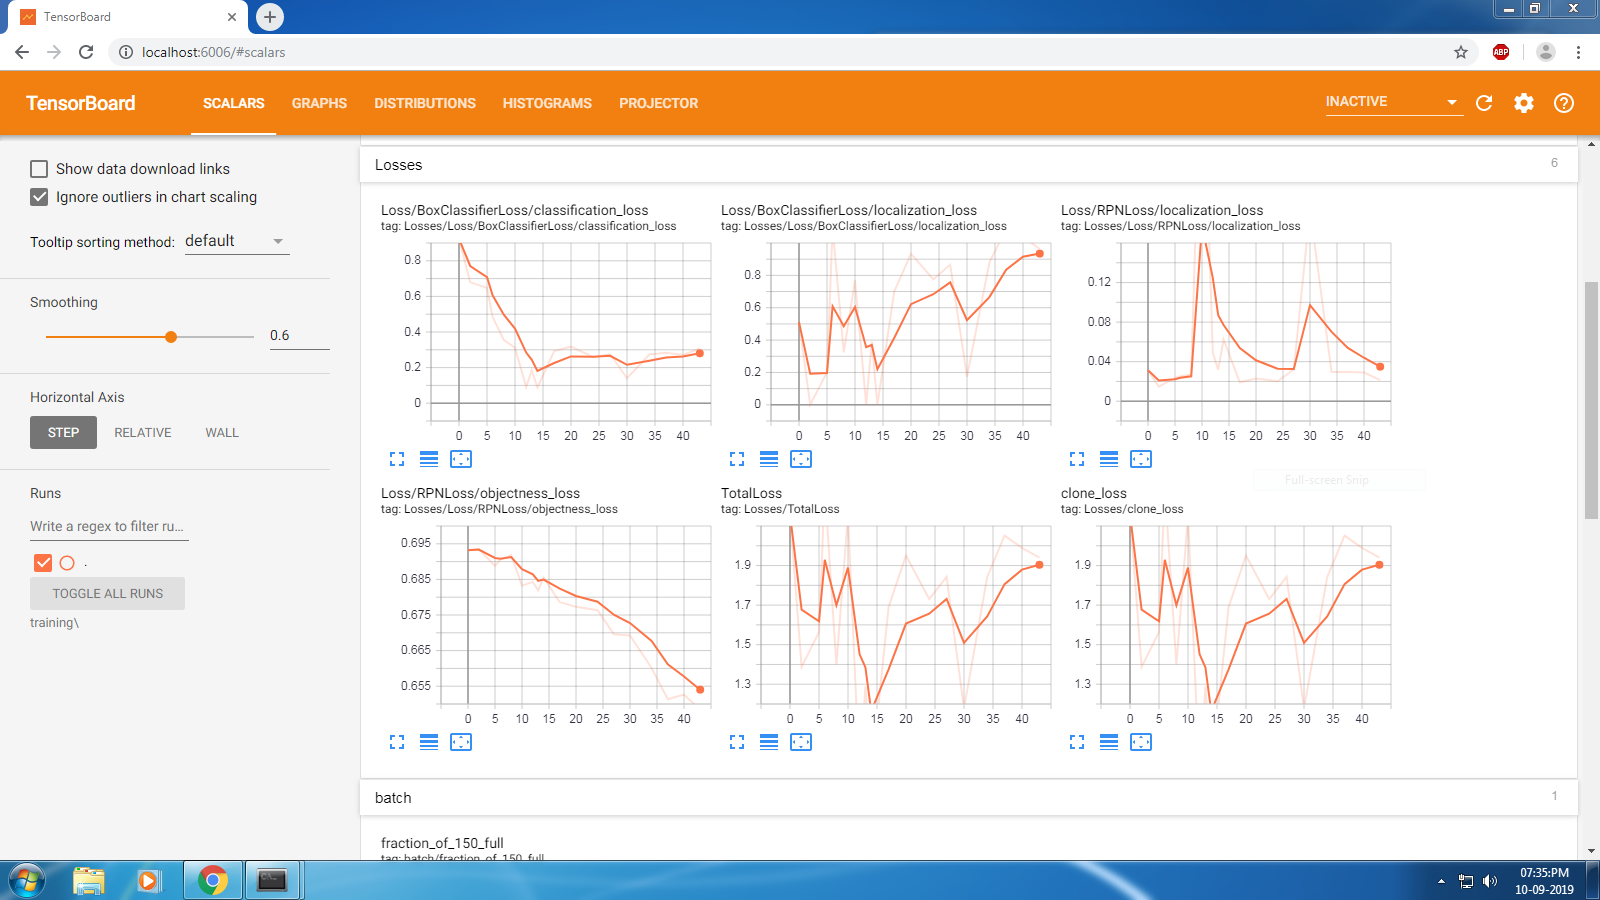 TensorBoard
localhost:6006/#scalars
ABP
TensorBoard
SCALARS
GRAPHS
DISTRIBUTIONS
HISTOGRAMS
PROJECTOR
INACTIVE
Show data download links
Ignore outliers in chart scaling
Tooltip sorting method: default
Smoothing
0.6
Horizontal Axis
STEP
RELATIVE
WALL
Runs
Write a regex to filter ru...
.
TOGGLE ALL RUNS
training\
Losses
6
Loss/BoxClassifierLoss/classification_loss
tag: Losses/Loss/BoxClassifierLoss/classification_loss
0.8
0.6
0.4
0.2
0
0 5 10 15 20 25 30 35 40
Loss/BoxClassifierLoss/localization_loss
tag: Losses/Loss/BoxClassifierLoss/localization_loss
0.8
0.6
0.4
0.2
0
0 5 10 15 20 25 30 35 40
Loss/RPNLoss/localization_loss
tag: Losses/Loss/RPNLoss/localization_loss
0.12
0.08
0.04
0
0 5 10 15 20 25 30 35 40
Full-screen Snip
Loss/RPNLoss/objectness_loss
tag: Losses/Loss/RPNLoss/objectness_loss
0.695
0.685
0.675
0.665
0.655
0 5 10 15 20 25 30 35 40
TotalLoss
tag: Losses/TotalLoss
1.9
1.7
1.5
1.3
0 5 10 15 20 25 30 35 40
clone_loss
tag: Losses/clone_loss
1.9
1.7
1.5
1.3
0 5 10 15 20 25 30 35 40
batch
1
fraction_of_150_full
tag: batch/fraction_of_150_full
07:35:PM
10-09-2019